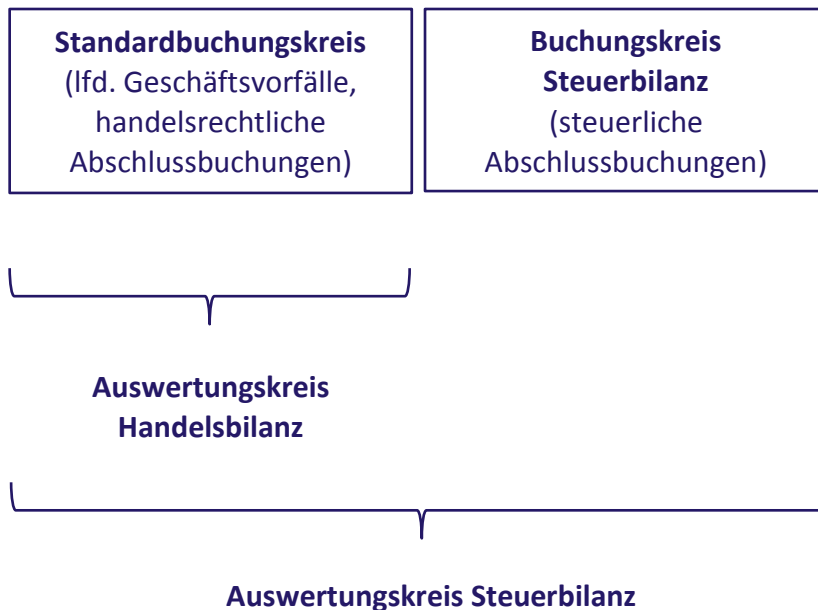 Standardbuchungskreis
(lfd. Geschäftsvorfälle,
handelsrechtliche
Abschlussbuchungen)
Buchungskreis
Steuerbilanz
(steuerliche
Abschlussbuchungen)
Auswertungskreis
Handelsbilanz
Auswertungskreis Steuerbilanz